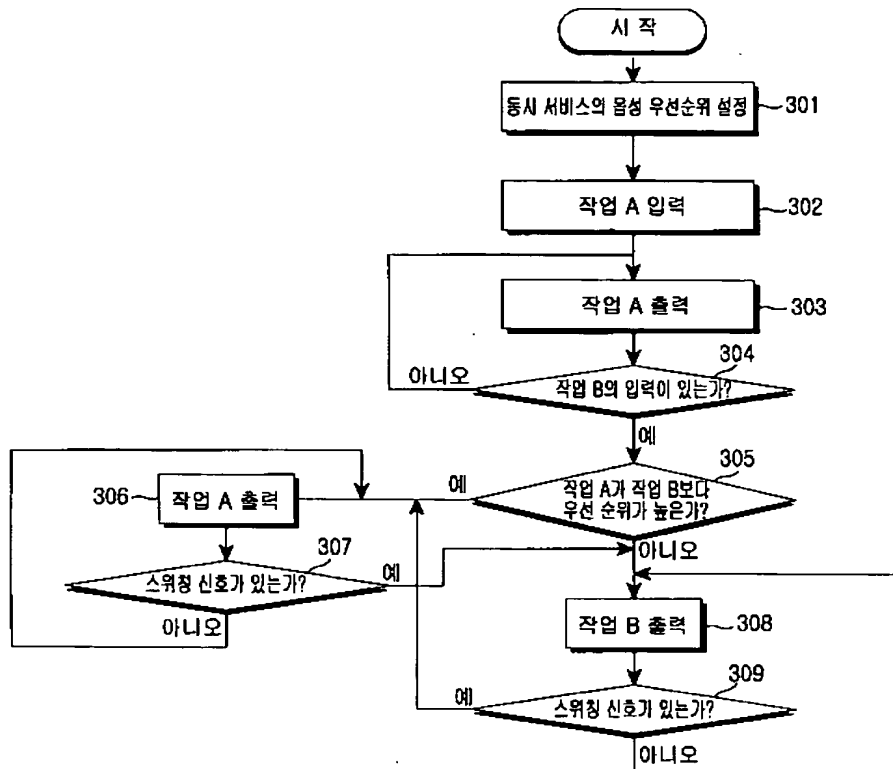 시 작
동시 서비스의 음성 우선순위 설정
301
작업 A 입력
302
작업 A 출력
303
304
작업 B의 입력이 있는가?
아니오
예
305
작업 A가 작업 B보다
우선 순위가 높은가?
예
아니오
306
작업 A 출력
307
스위칭 신호가 있는가?
예
아니오
작업 B 출력
308
309
스위칭 신호가 있는가?
예
아니오